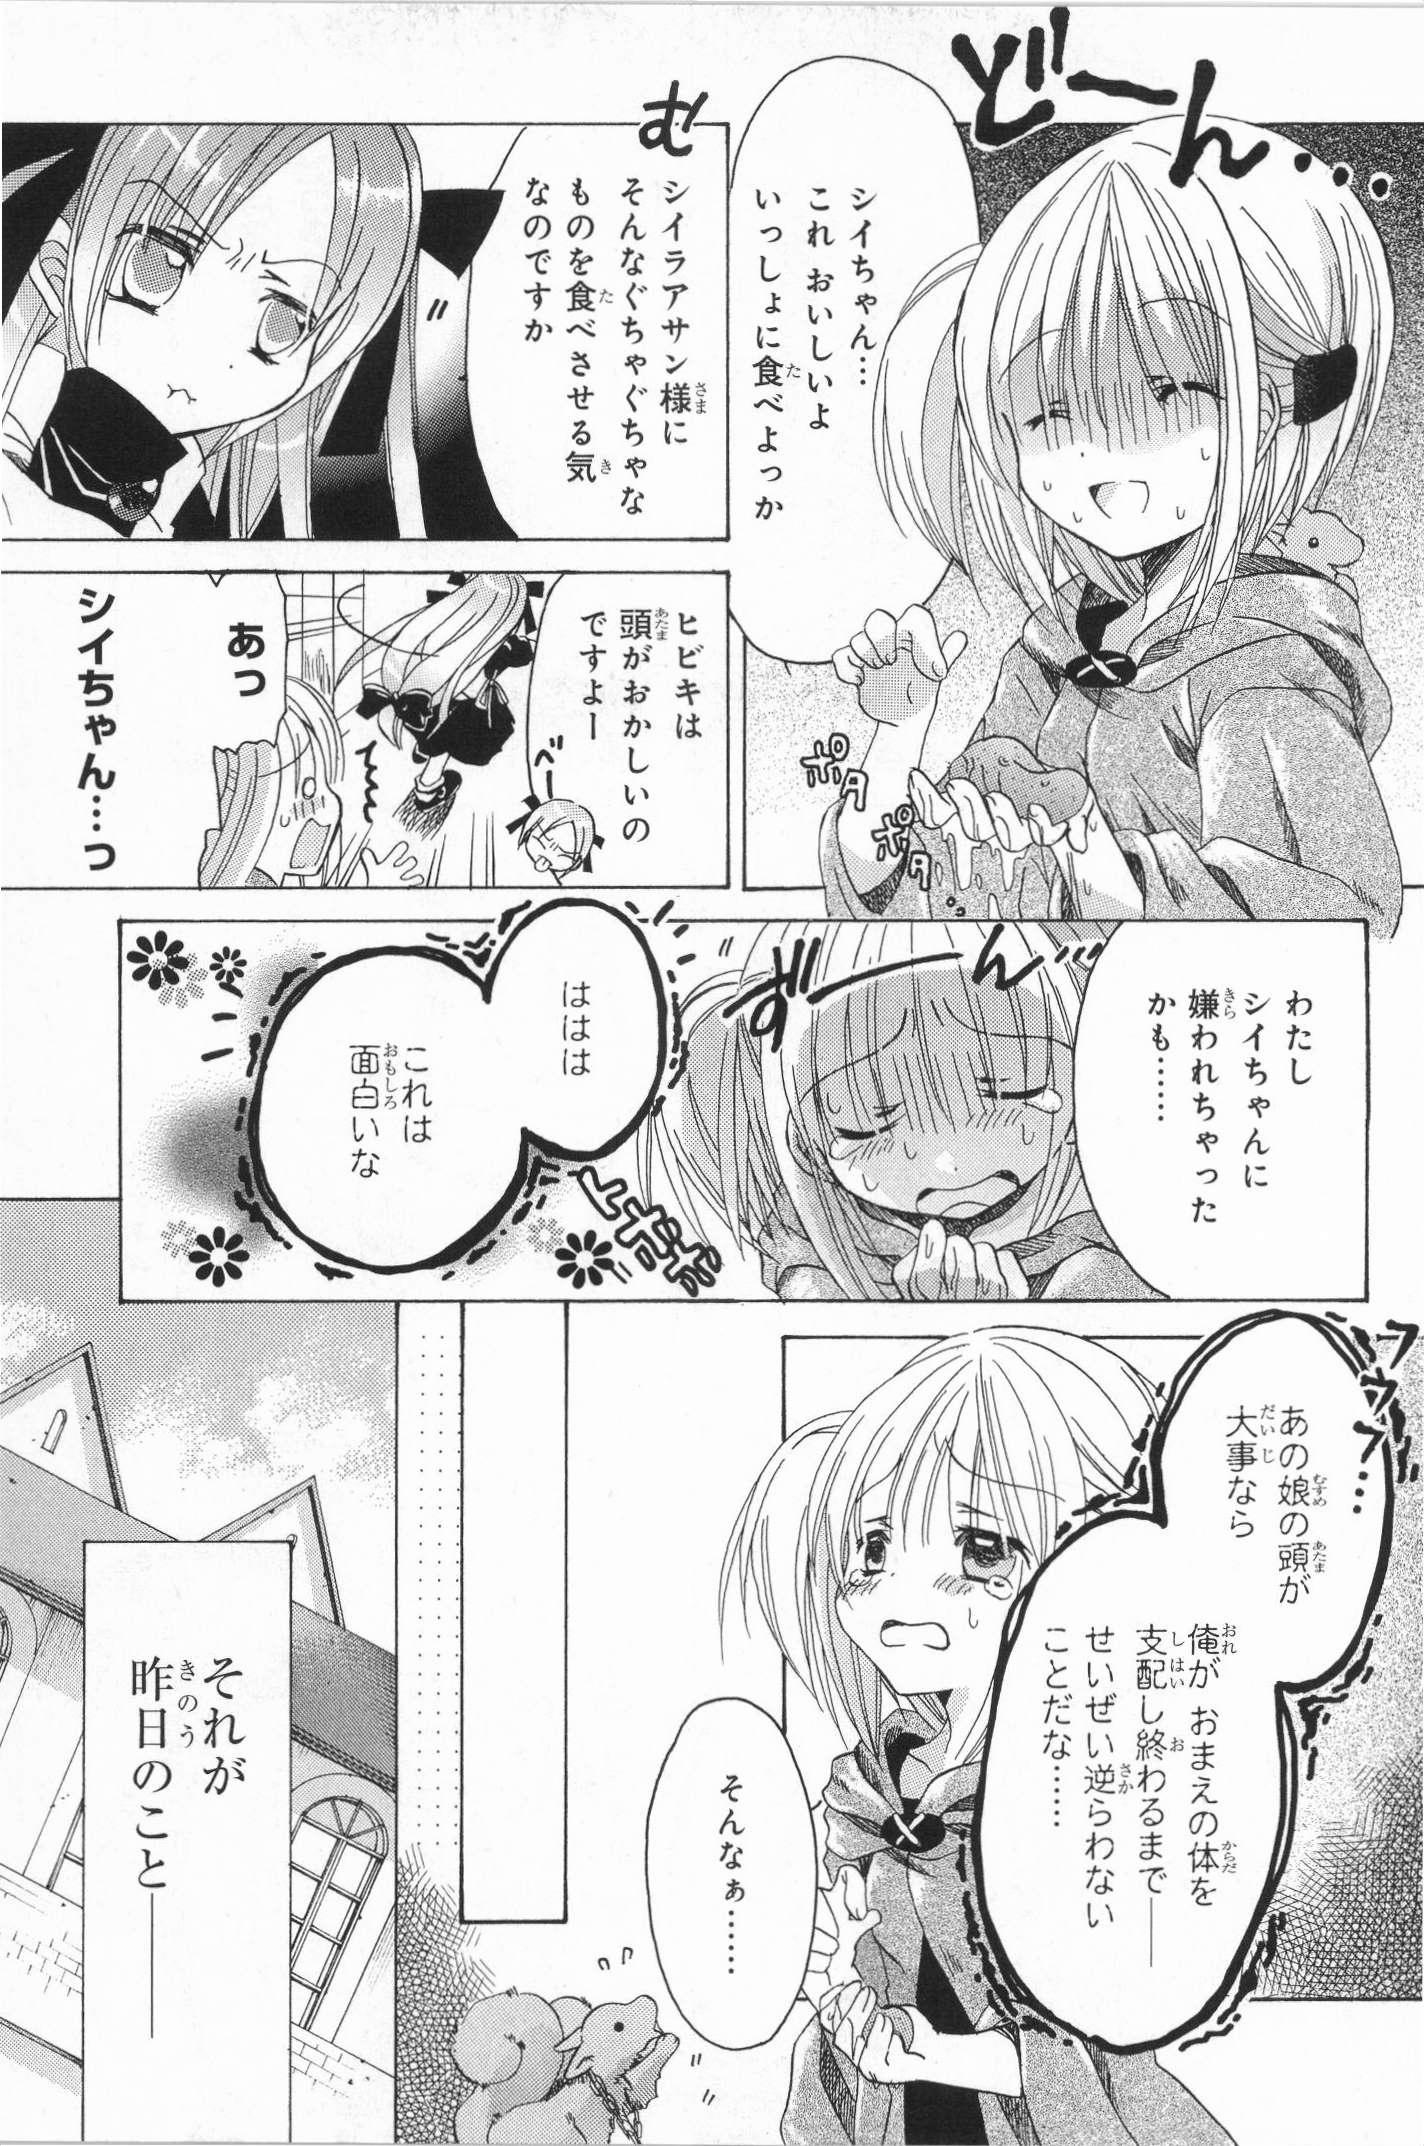 どーん…
シイちゃん…
これ おいしいよ
いっしょに食べよっか
ポタ
ポタ
む
シイラアサン様に
そんなぐちゃぐちゃな
ものを食べさせる気
なのですか
ヒビキは
頭がおかしいの
ですよー
べー
あっ
シイちゃん…っ
わたし
シイちゃんに
嫌われちゃった
かも……
ずーん…
ははは
これは
面白いな
フゥフ…
あの娘の頭が
大事なら
俺が おまえの体を
支配し終わるまで――
せいぜい逆らわない
ことだな……
そんなぁ……
それが
昨日のこと――